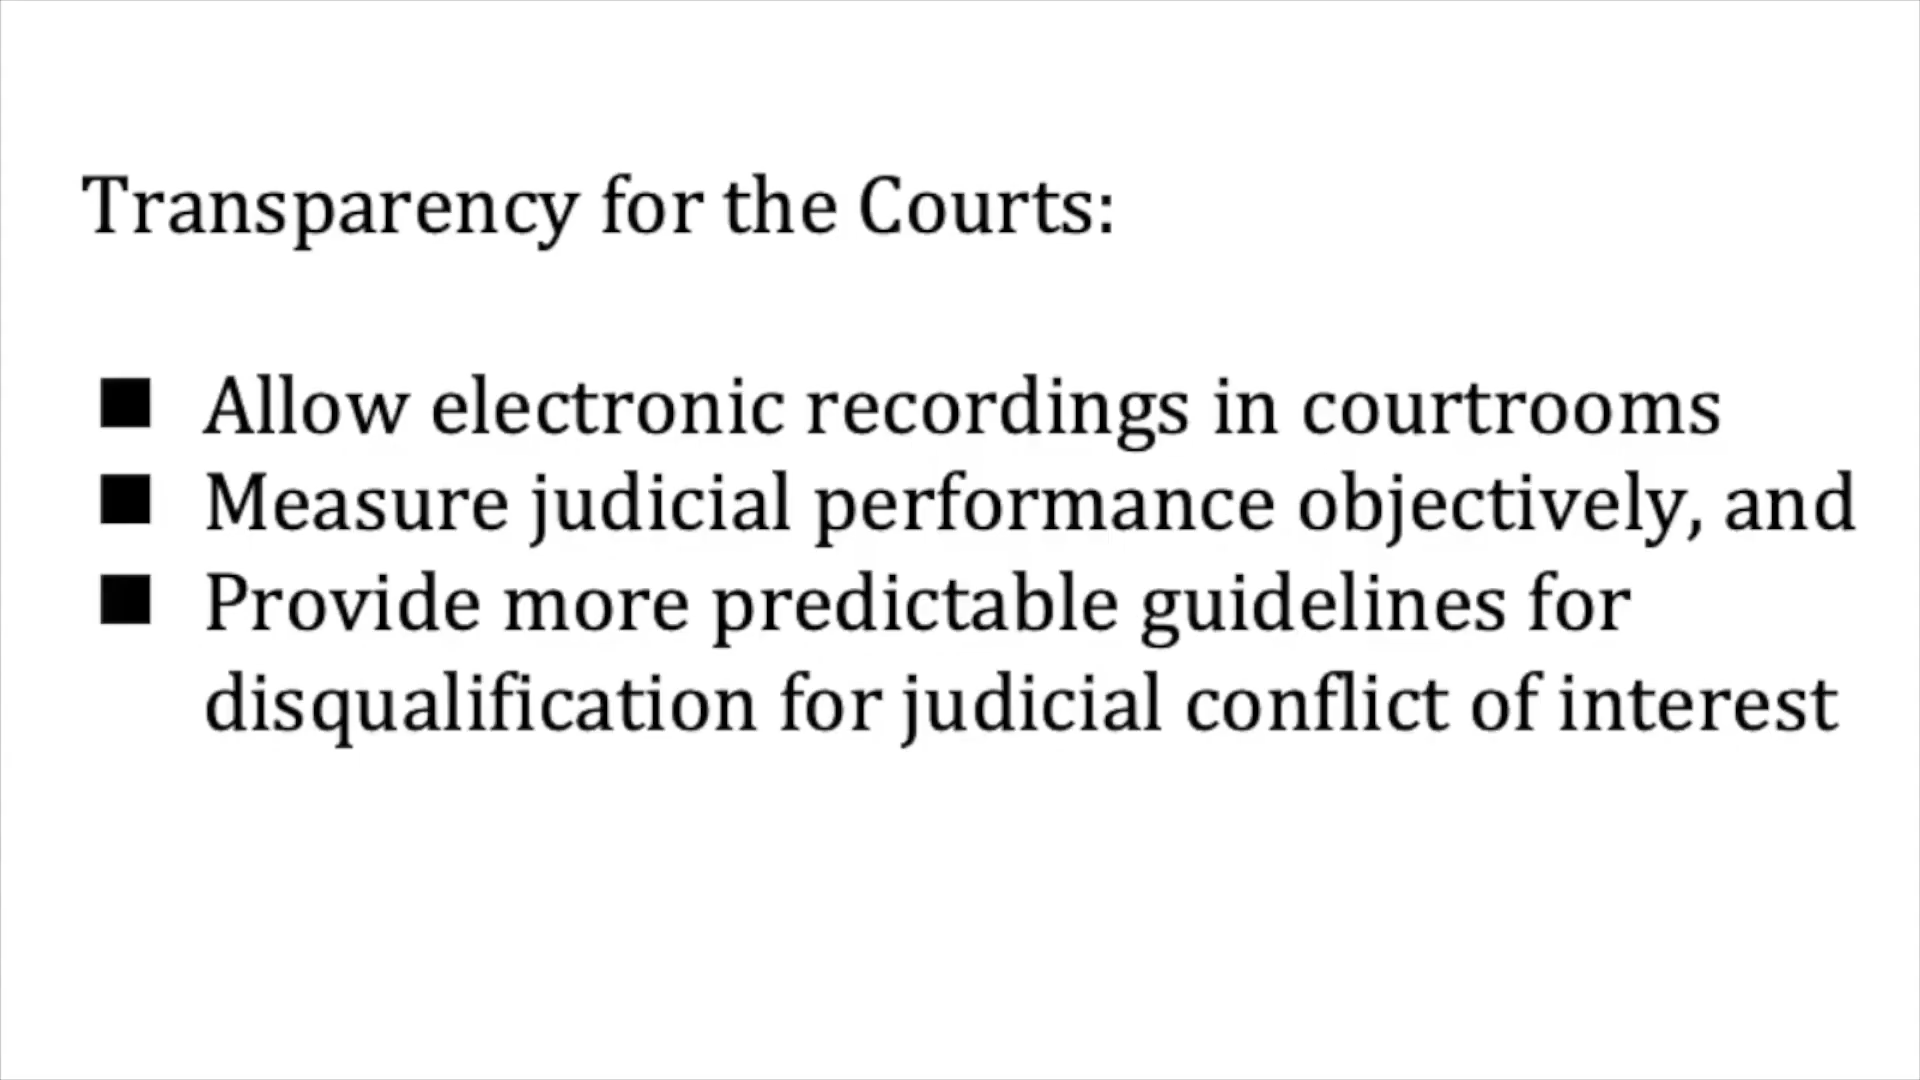 Transparency for the Courts:
■ Allow electronic recordings in courtrooms
■ Measure judicial performance objectively, and
■ Provide more predictable guidelines for
disqualification for judicial conflict of interest